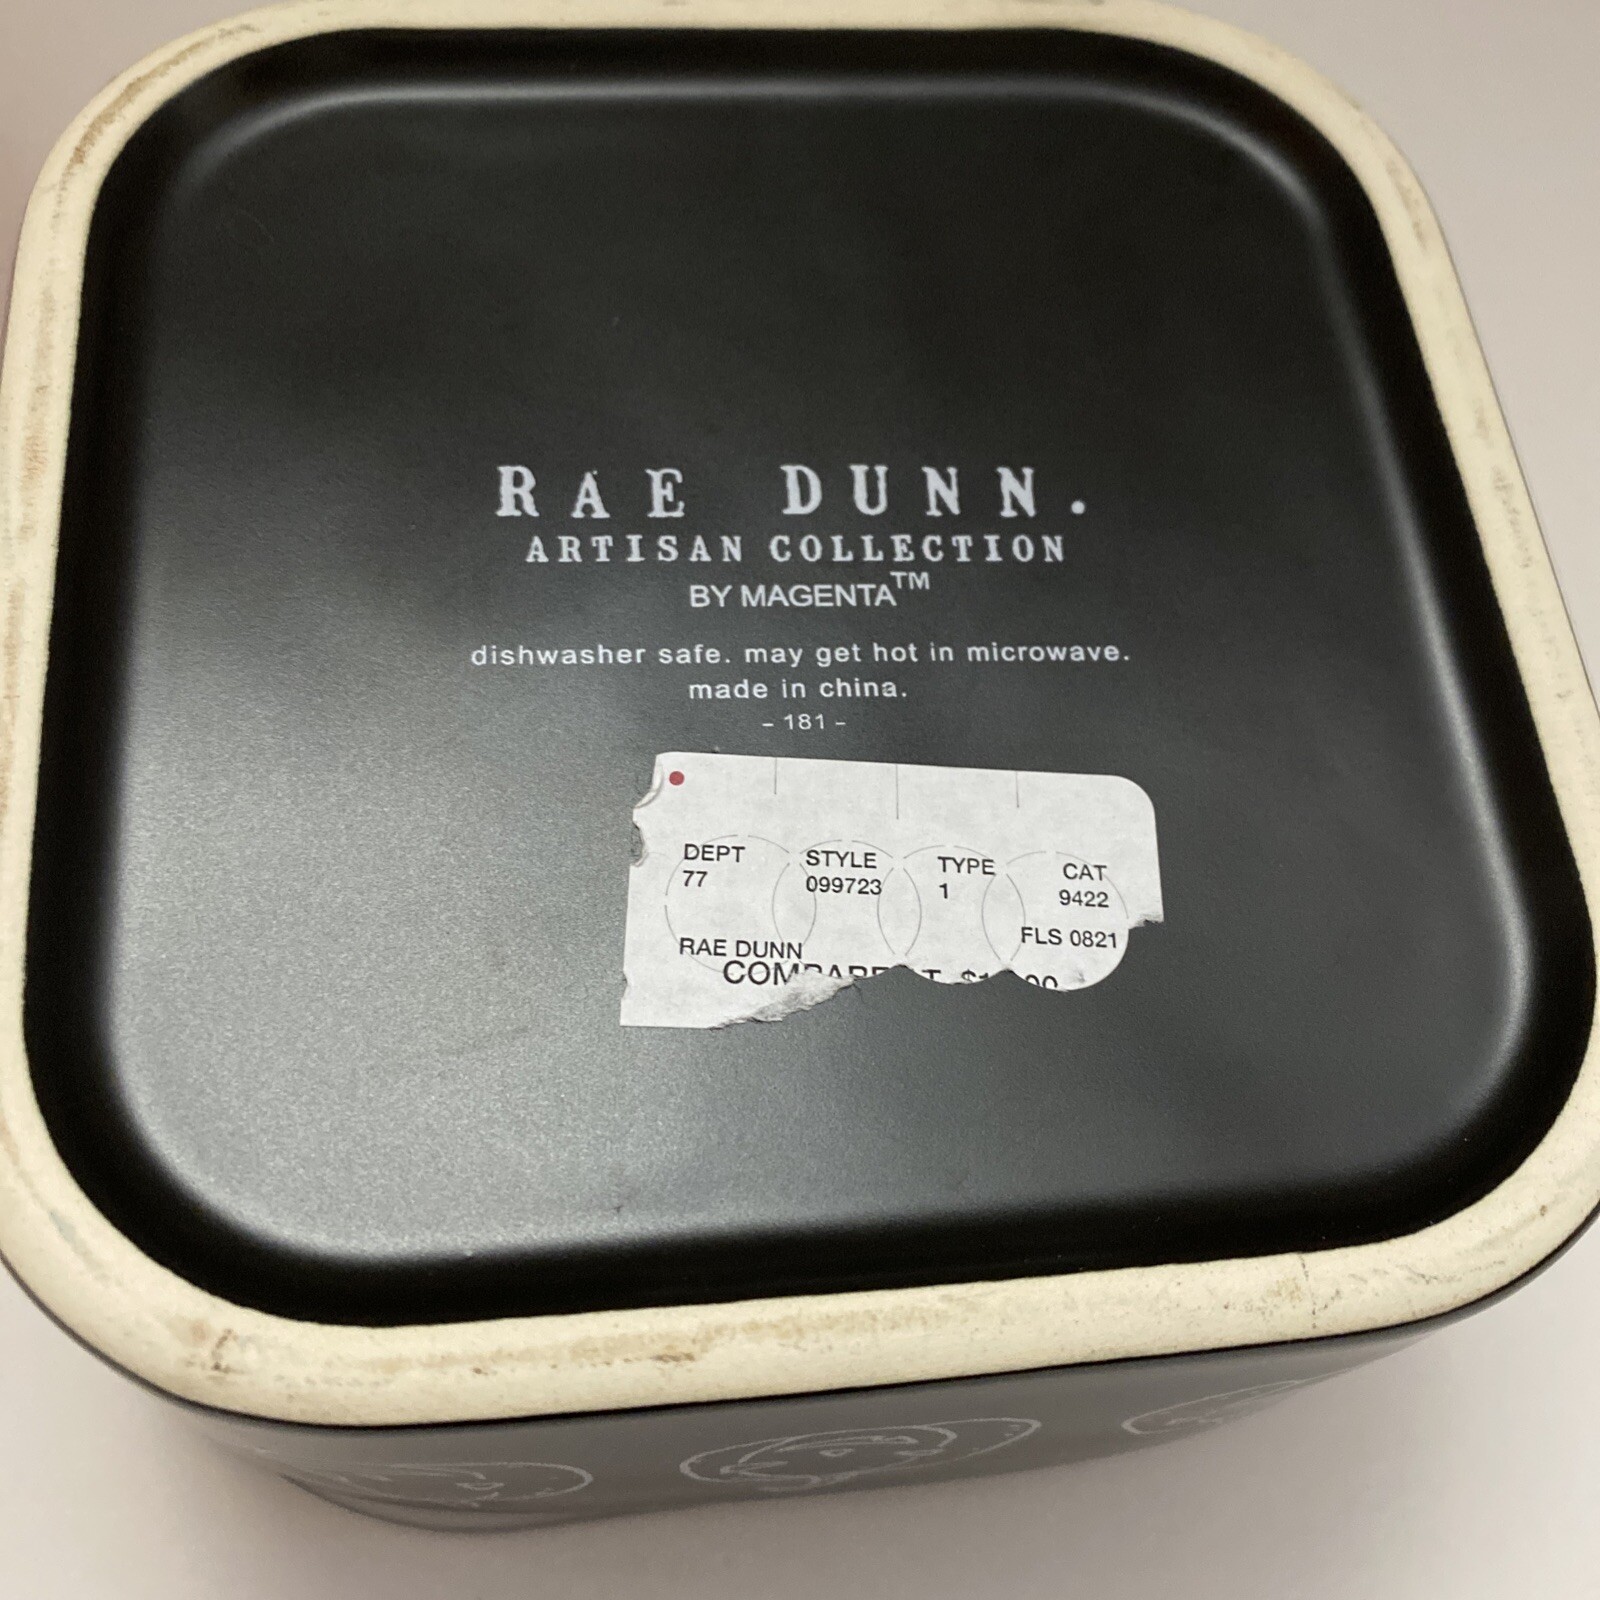 RAE DUNN.
ARTISAN COLLECTION
BY MAGENTA™
dishwasher safe. may get hot in microwave.
made in china.
- 181 -
DEPT STYLE TYPE CAT
77 099723 1 9422
FLS 0821
RAE DUNN